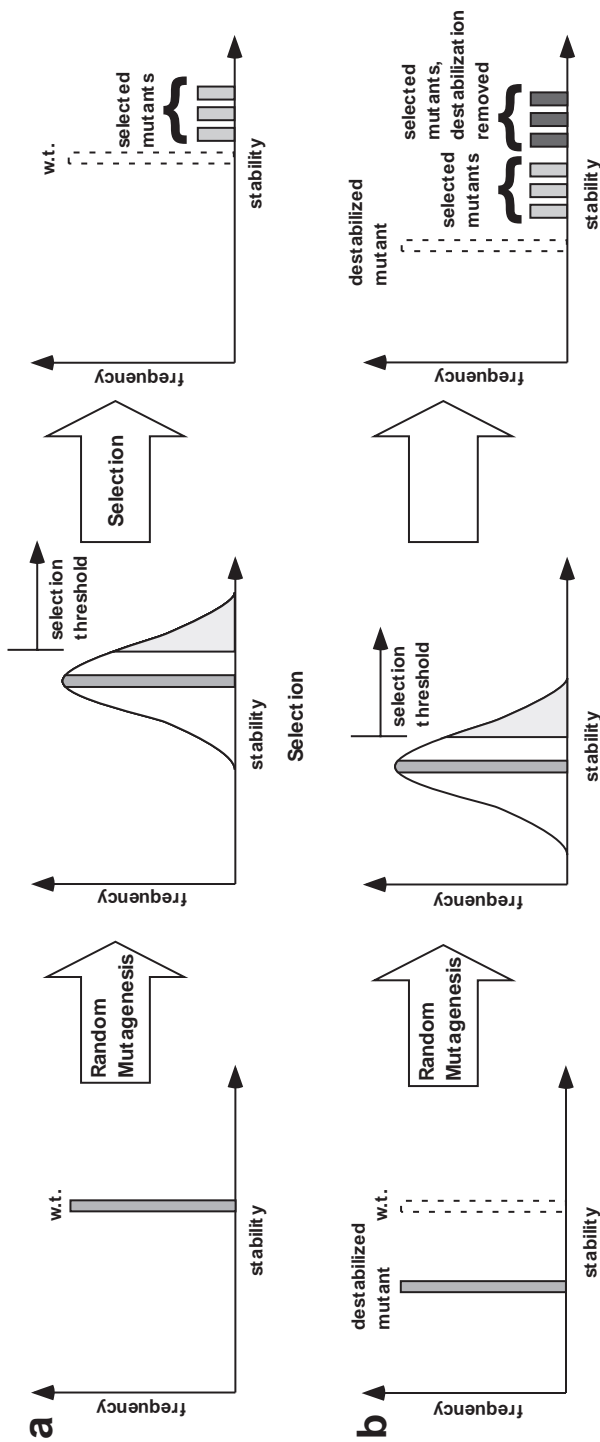 a
frequency
w.t.
stability
Random
Mutagenesis
frequency
selection
threshold
stability
Selection
frequency
w.t.
selected
mutants
stability
b
frequency
destabilized
mutant
w.t.
stability
Random
Mutagenesis
frequency
selection
threshold
stability
Selection
frequency
destabilized
mutant
selected
mutants
selected
mutants,
destabilization
removed
stability